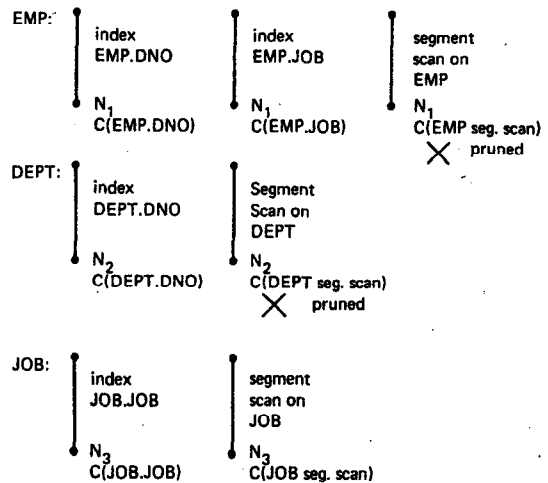 EMP:
index
EMP.DNO
N1
C(EMP.DNO)
index
EMP.JOB
N1
C(EMP.JOB)
segment
scan on
EMP
N1
C(EMP seg. scan)
pruned
DEPT:
index
DEPT.DNO
N2
C(DEPT.DNO)
Segment
Scan on
DEPT
N2
C(DEPT seg. scan)
pruned
JOB:
index
JOB.JOB
N3
C(JOB.JOB)
segment
scan on
JOB
N3
C(JOB seg. scan)